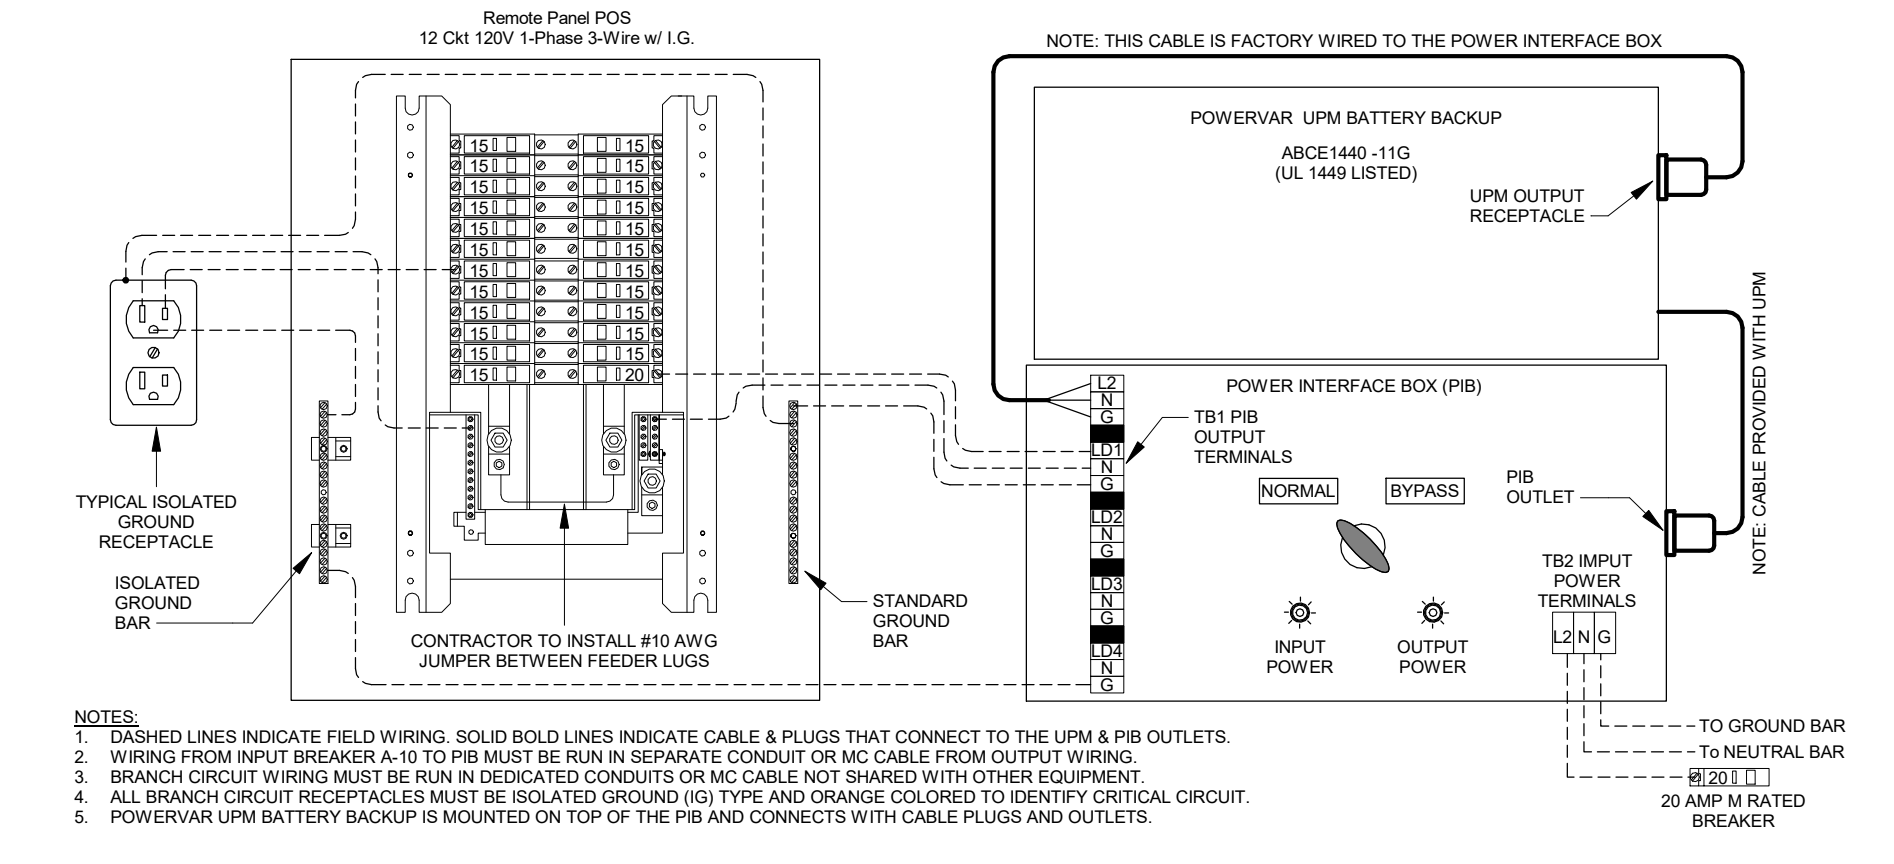 Remote Panel POS
12 Ckt 120V 1-Phase 3-Wire w/ I.G.
NOTE: THIS CABLE IS FACTORY WIRED TO THE POWER INTERFACE BOX
POWERVAR UPM BATTERY BACKUP
ABCE1440 -11G
(UL 1449 LISTED)
UPM OUTPUT
RECEPTACLE
15 15
15 15
15 15
15 15
15 15
15 15
15 15
15 15
15 15
15 15
15 15
15 20
TYPICAL ISOLATED
GROUND
RECEPTACLE
ISOLATED
GROUND
BAR
CONTRACTOR TO INSTALL #10 AWG
JUMPER BETWEEN FEEDER LUGS
STANDARD
GROUND
BAR
POWER INTERFACE BOX (PIB)
L2
N
G
LD1
N
G
LD2
N
G
LD3
N
G
LD4
N
G
TB1 PIB
OUTPUT
TERMINALS
NORMAL
BYPASS
PIB
OUTLET
NOTE: CABLE PROVIDED WITH UPM
INPUT
POWER
OUTPUT
POWER
TB2 IMPUT
POWER
TERMINALS
L2 N G
TO GROUND BAR
To NEUTRAL BAR
20
20 AMP M RATED
BREAKER
NOTES:
1. DASHED LINES INDICATE FIELD WIRING. SOLID BOLD LINES INDICATE CABLE & PLUGS THAT CONNECT TO THE UPM & PIB OUTLETS.
2. WIRING FROM INPUT BREAKER A-10 TO PIB MUST BE RUN IN SEPARATE CONDUIT OR MC CABLE FROM OUTPUT WIRING.
3. BRANCH CIRCUIT WIRING MUST BE RUN IN DEDICATED CONDUITS OR MC CABLE NOT SHARED WITH OTHER EQUIPMENT.
4. ALL BRANCH CIRCUIT RECEPTACLES MUST BE ISOLATED GROUND (IG) TYPE AND ORANGE COLORED TO IDENTIFY CRITICAL CIRCUIT.
5. POWERVAR UPM BATTERY BACKUP IS MOUNTED ON TOP OF THE PIB AND CONNECTS WITH CABLE PLUGS AND OUTLETS.